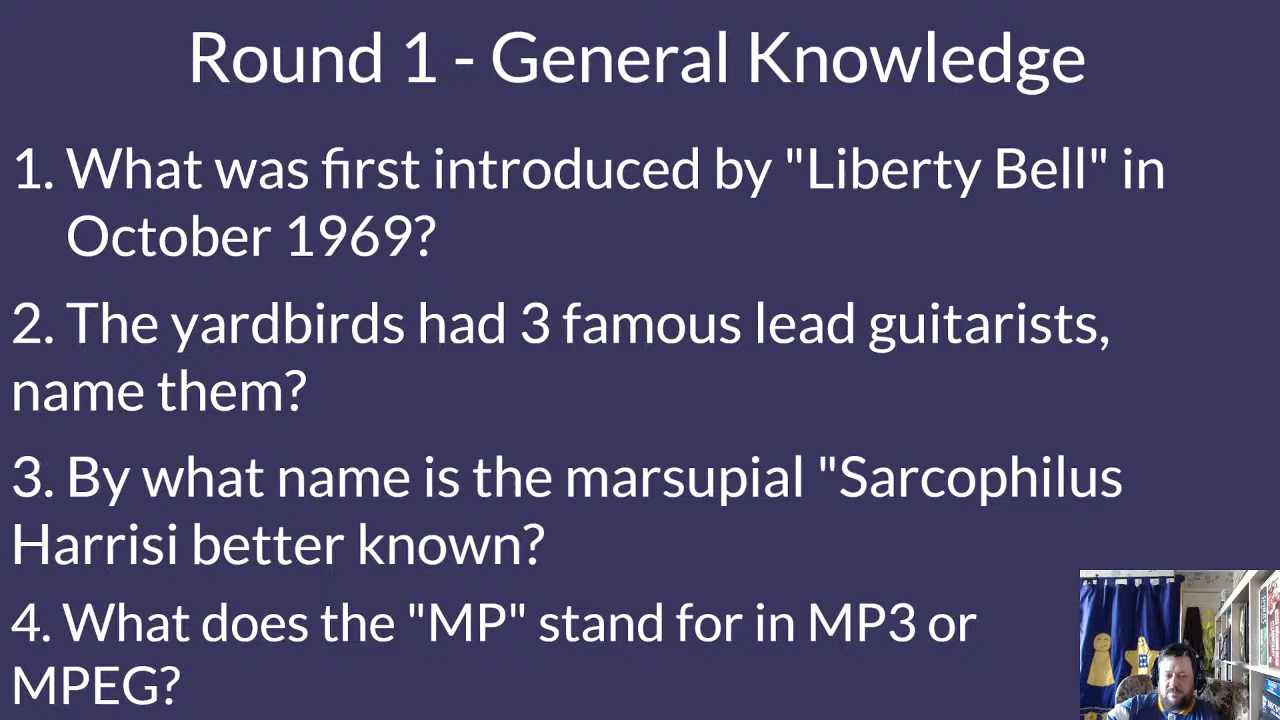 Round 1 - General Knowledge
1. What was first introduced by "Liberty Bell" in
October 1969?
2. The yardbirds had 3 famous lead guitarists,
name them?
3. By what name is the marsupial "Sarcophilus
Harrisi better known?
4. What does the "MP" stand for in MP3 or
MPEG?